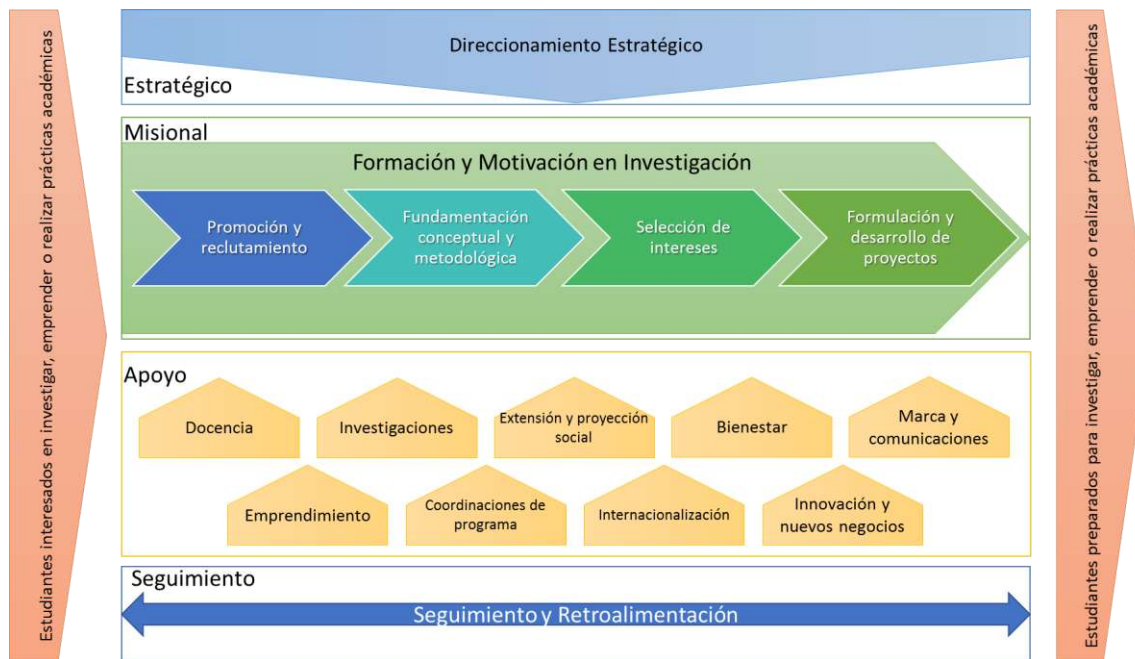 Estudiantes interesados en investigar, emprender o realizar prácticas académicas
Direccionamiento Estratégico
Estratégico
Misional
Formación y Motivación en Investigación
Promoción y
reclutamiento
Fundamentación
conceptual y
metodológica
Selección de
intereses
Formulación y
desarrollo de
proyectos
Apoyo
Docencia
Investigaciones
Extensión y proyección
social
Bienestar
Marca y
comunicaciones
Emprendimiento
Coordinaciones de
programa
Internacionalización
Innovación y
nuevos negocios
Seguimiento
Seguimiento y Retroalimentación
Estudiantes preparados para investigar, emprender o realizar prácticas académicas